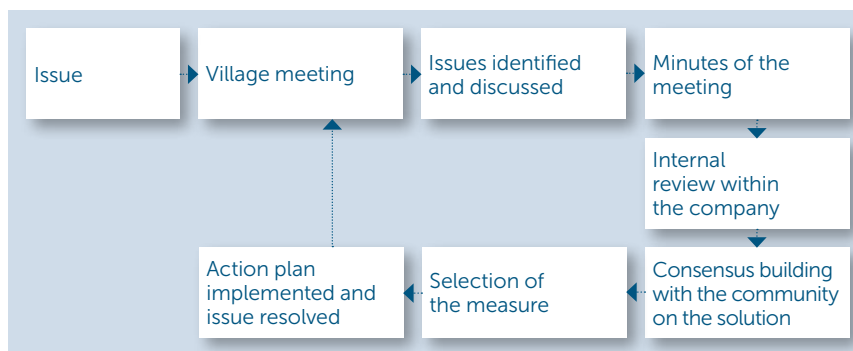 Issue
Village meeting
Issues identified
and discussed
Minutes of the
meeting
Internal
review within
the company
Consensus building
with the community
on the solution
Selection of
the measure
Action plan
implemented and
issue resolved